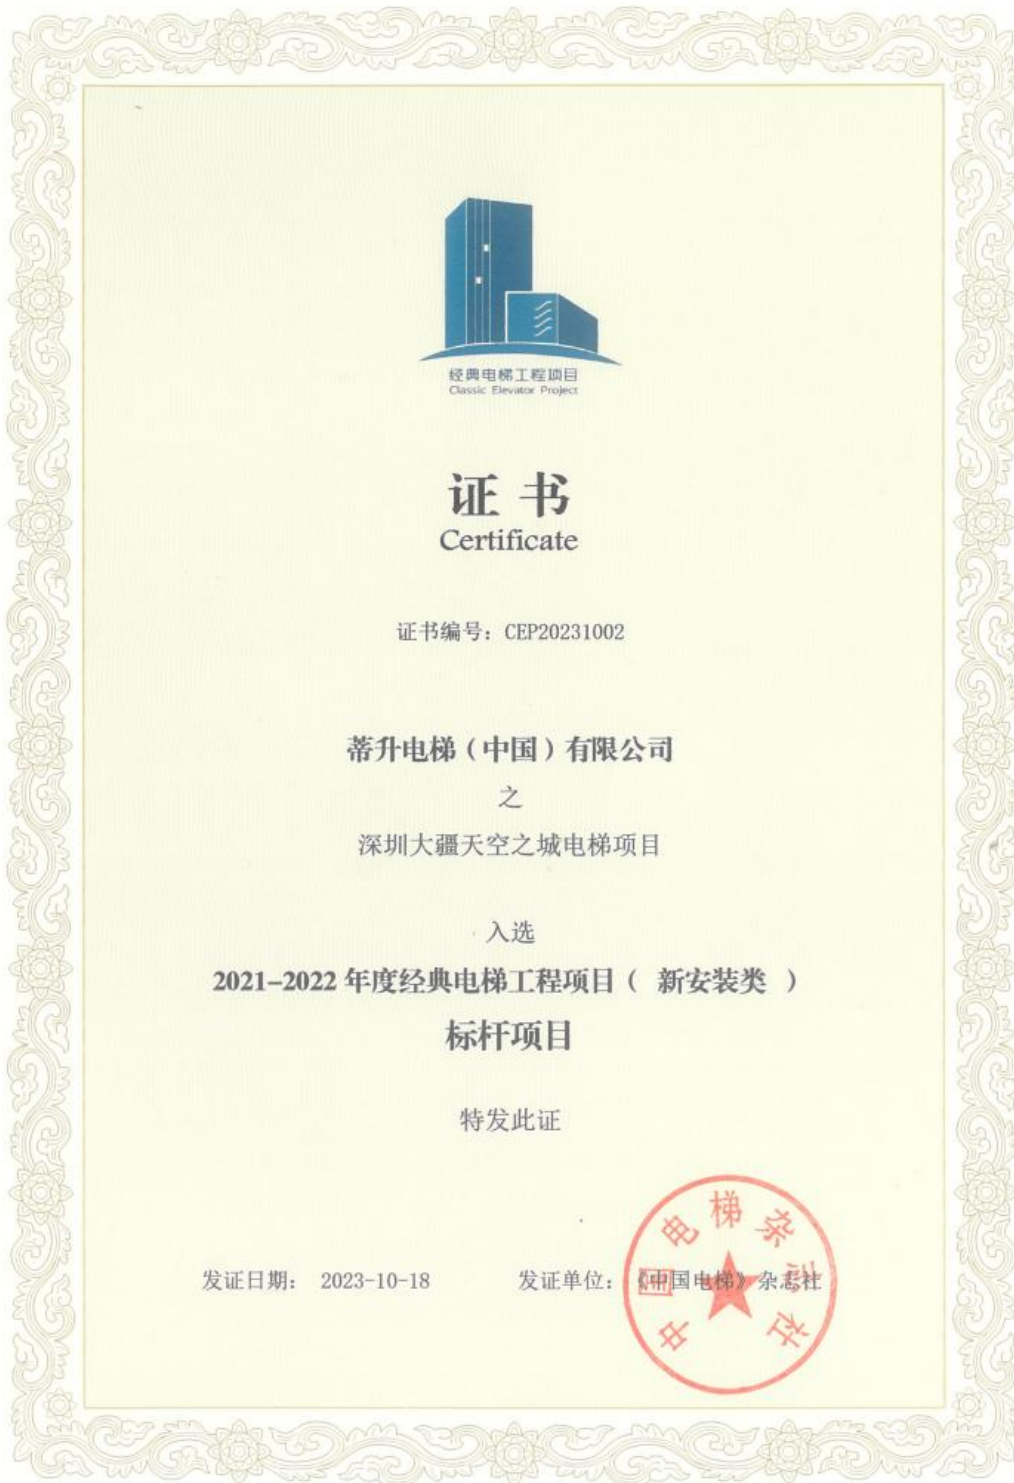 经典电梯工程项目
Classic Elevator Project
证书
Certificate
证书编号：CEP20231002
蒂升电梯（中国）有限公司
之
深圳大疆天空之城电梯项目
入选
2021-2022 年度经典电梯工程项目（ 新安装类 ）
标杆项目
特发此证
发证日期： 2023-10-18
发证单位：《中国电梯》杂志社
中国电梯杂志社